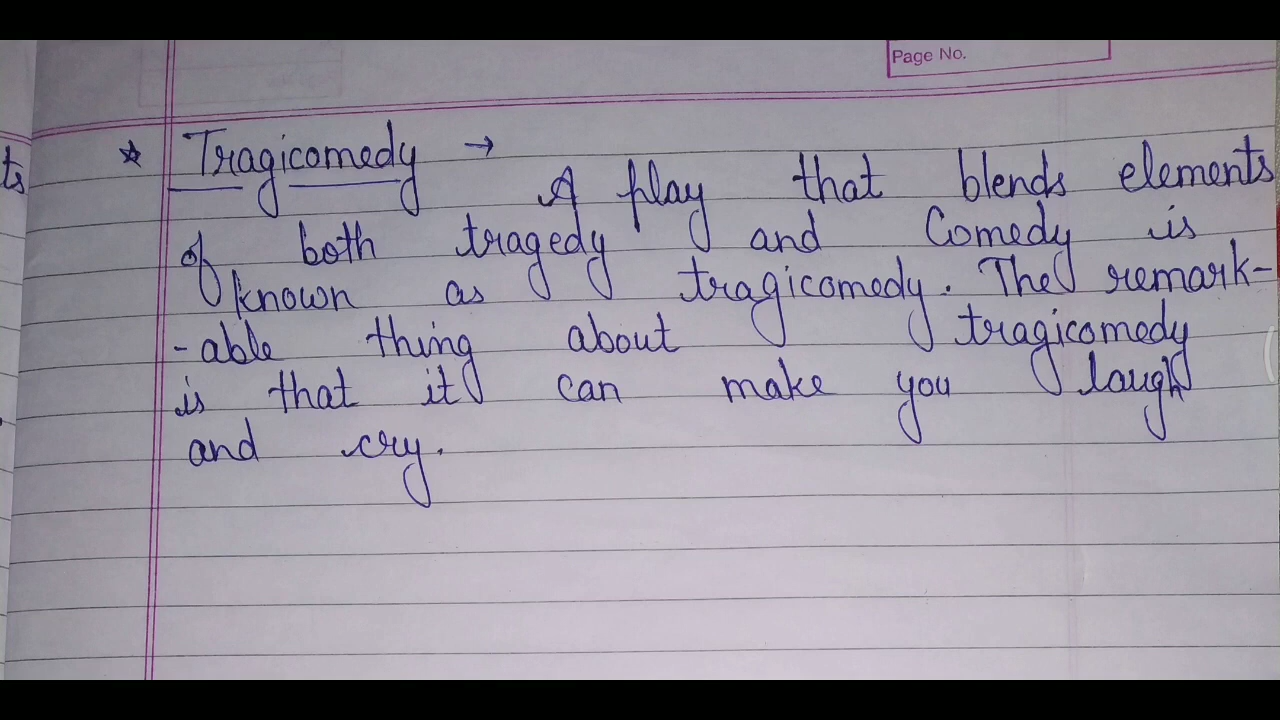 Page No.
ts
☆ Tragicomedy → A play that blends elements
of both tragedy and Comedy is
known as tragicomedy. The remark-
-able thing about tragicomedy
is that it can make you laugh
and cry.